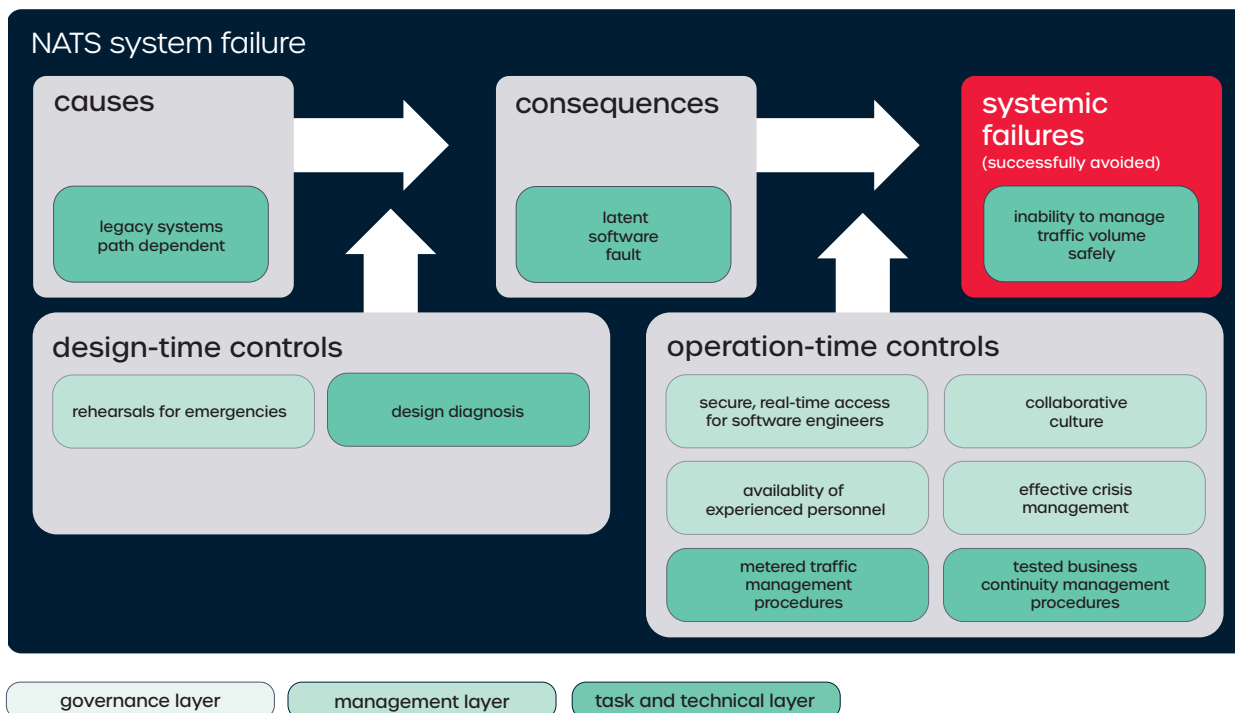 NATS system failure
causes
legacy systems
path dependent
consequences
latent
software
fault
systemic
failures
(successfully avoided)
inability to manage
traffic volume
safely
design-time controls
rehearsals for emergencies
design diagnosis
operation-time controls
secure, real-time access
for software engineers
collaborative
culture
availablity of
experienced personnel
effective crisis
management
metered traffic
management
procedures
tested business
continuity management
procedures
governance layer
management layer
task and technical layer